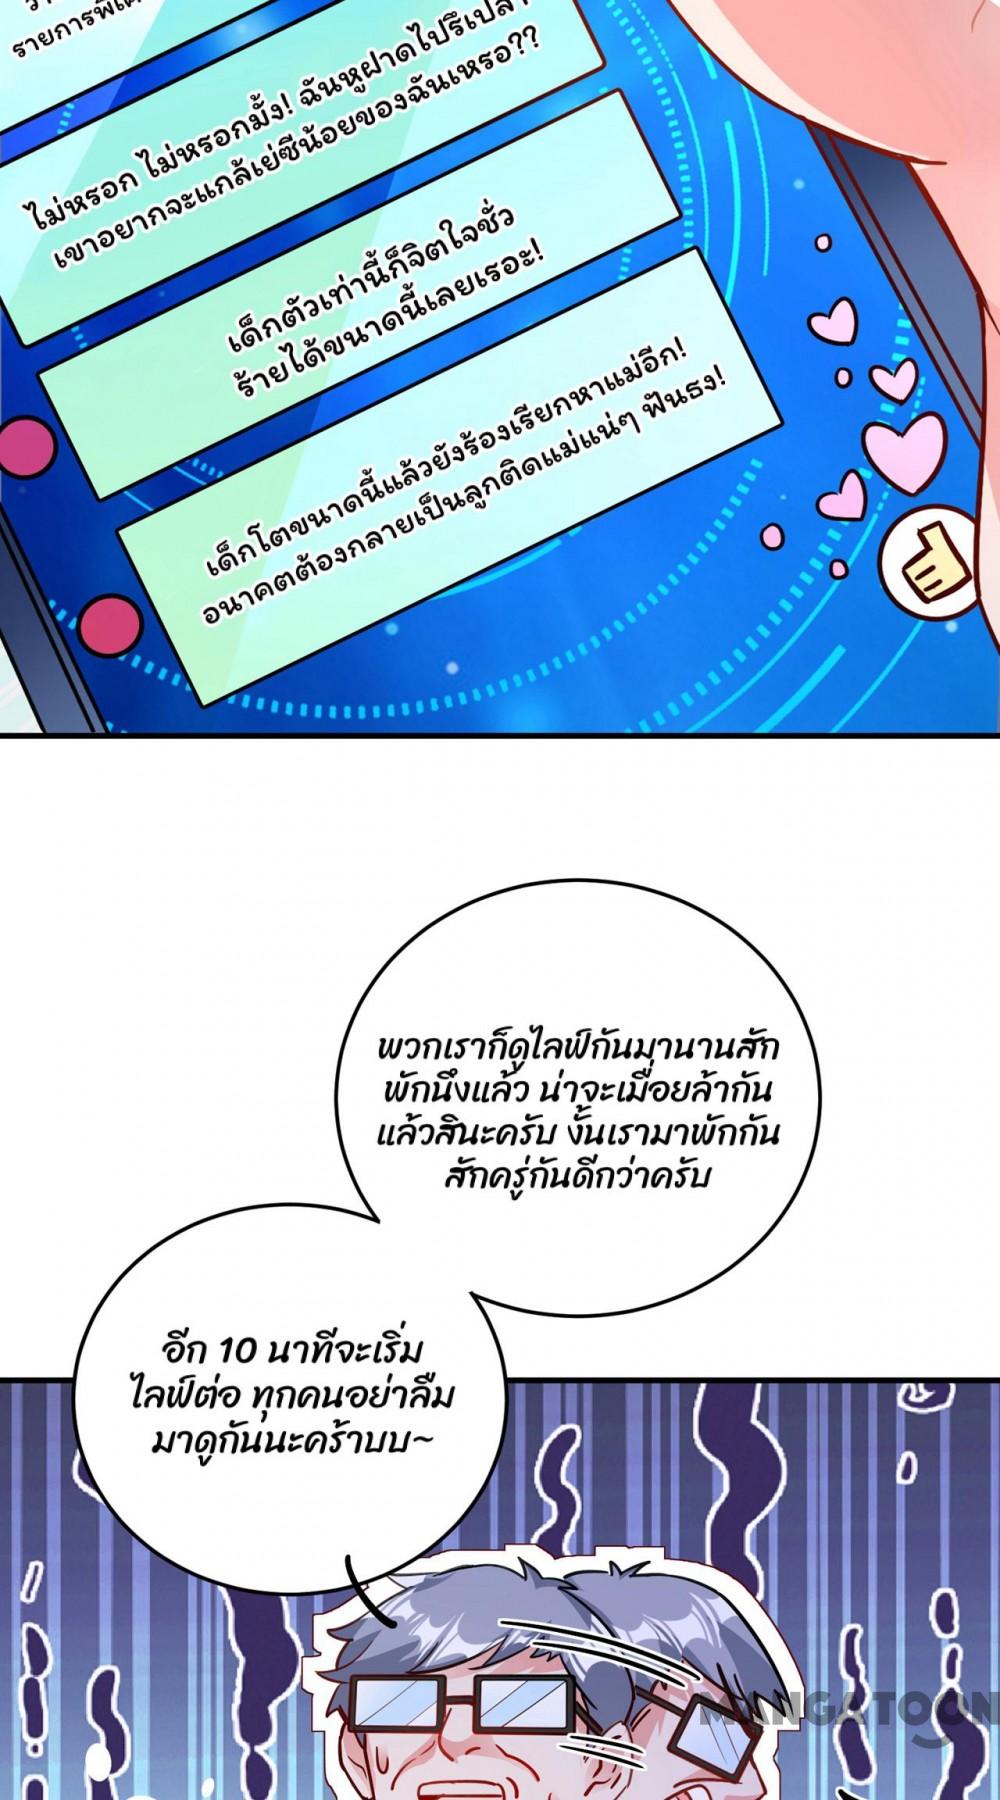 รายการพิเศ
ไม่หรอก ไม่หรอกมั้ง! ฉันหูฝาดไปรึเปล่า
เขาอยากจะแกล้งเย่ซีน้อยของฉันเหรอ??
เด็กตัวเท่านี้ก็จิตใจชั่ว
ร้ายได้ขนาดนี้เลยเรอะ!
เด็กโตขนาดนี้แล้วยังร้องเรียกหาแม่อีก!
อนาคตต้องกลายเป็นลูกติดแม่แน่ๆ ฟันธง!
พวกเราก็ดูไลฟ์กันมานานสัก
พักนึงแล้ว น่าจะเมื่อยล้ากัน
แล้วสินะครับ งั้นเรามาพักกัน
สักครู่กันดีกว่าครับ
อีก 10 นาทีจะเริ่ม
ไลฟ์ต่อ ทุกคนอย่าลืม
มาดูกันนะคร้าบบ~
MANGATOON